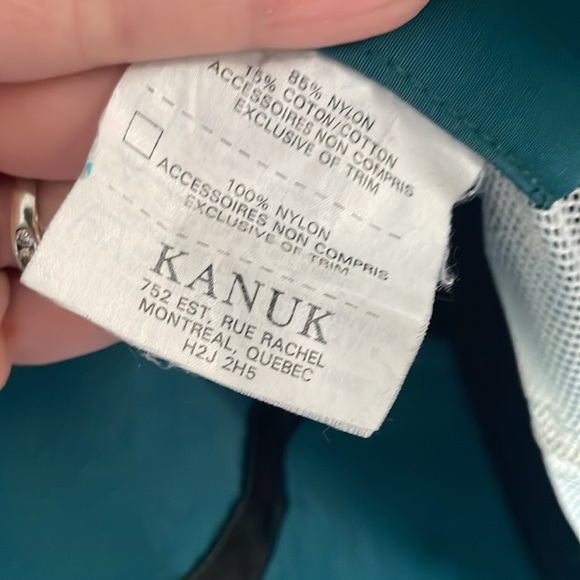 85% NYLON
15% COTON/COTTON
ACCESSOIRES NON COMPRIS
EXCLUSIVE OF TRIM
100% NYLON
ACCESSOIRES NON COMPRIS
EXCLUSIVE OF TRIM
KANUK
752 EST, RUE RACHEL
MONTRÉAL, QUEBEC
H2J 2H5